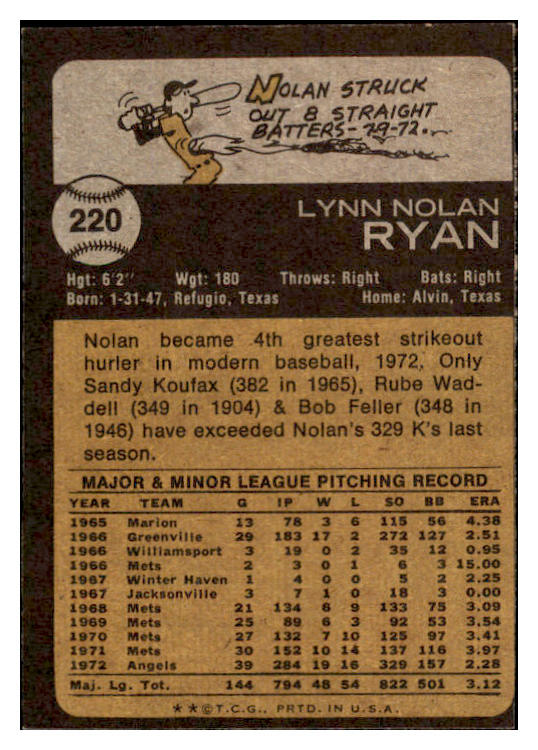 NOLAN STRUCK
OUT 8 STRAIGHT
BATTERS-7-9-72..
220
LYNN NOLAN
RYAN
Hgt: 6'2" Wgt: 180 Throws: Right Bats: Right
Born: 1-31-47, Refugio, Texas Home: Alvin, Texas
Nolan became 4th greatest strikeout
hurler in modern baseball, 1972. Only
Sandy Koufax (382 in 1965), Rube Wad-
dell (349 in 1904) & Bob Feller (348 in
1946) have exceeded Nolan's 329 K's last
season.
MAJOR & MINOR LEAGUE PITCHING RECORD
YEAR TEAM G IP W L SO BB ERA
1965 Marion 13 78 3 6 115 56 4.38
1966 Greenville 29 183 17 2 272 127 2.51
1966 Williamsport 3 19 0 2 35 12 0.95
1966 Mets 2 3 0 1 6 3 15.00
1967 Winter Haven 1 4 0 0 5 2 2.25
1967 Jacksonville 3 7 1 0 18 3 0.00
1968 Mets 21 134 6 9 133 75 3.09
1969 Mets 25 89 6 3 92 53 3.54
1970 Mets 27 132 7 10 125 97 3.41
1971 Mets 30 152 10 14 137 116 3.97
1972 Angels 39 284 19 16 329 157 2.28
Maj. Lg. Tot. 144 794 48 54 822 501 3.12
★★©T.C.G., PRTD. IN U.S.A.